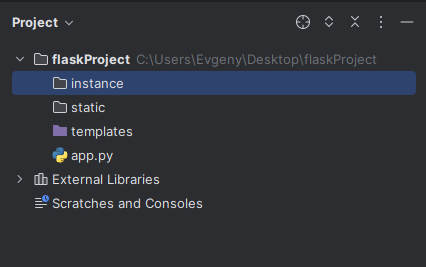 Project
flaskProject C:\Users\Evgeny\Desktop\flaskProject
instance
static
templates
app.py
External Libraries
Scratches and Consoles